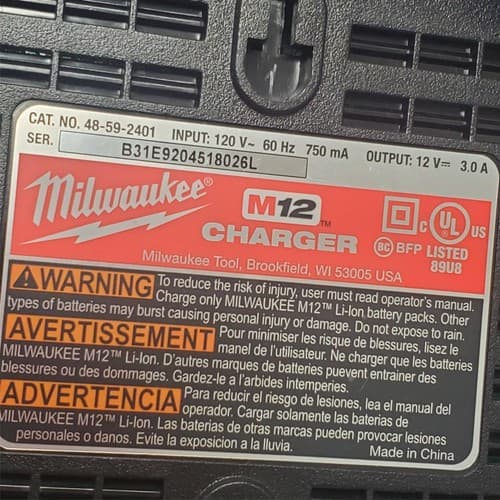 CAT. NO. 48-59-2401 INPUT: 120 V~ 60 Hz 750 mA OUTPUT: 12 V⎓ 3.0 A
SER. B31E9204518026L
Milwaukee® M12™ CHARGER
C UL US LISTED 89U8
BC BFP
Milwaukee Tool, Brookfield, WI 53005 USA
⚠WARNING To reduce the risk of injury, user must read operator's manual.
Charge only MILWAUKEE M12™ Li-Ion battery packs. Other
types of batteries may burst causing personal injury or damage. Do not expose to rain.
AVERTISSEMENT Pour minimiser les risques de blessures, lisez le
manel de l'utilisateur. Ne charger que les batteries
MILWAUKEE M12™ Li-Ion. D'autres marques de batteries puevent entrainer des
blessures ou des dommages. Gardez-le a l'arbides intemperies.
ADVERTENCIA Para reducir el riesgo de lesiones, lea el manual del
operador. Cargar solamente las baterias de
MILWAUKEE M12™ Li-Ion. Las baterias de otras marcas pueden provocar lesiones
personales o danos. Evite la exposicion a la lluvia.
Made in China